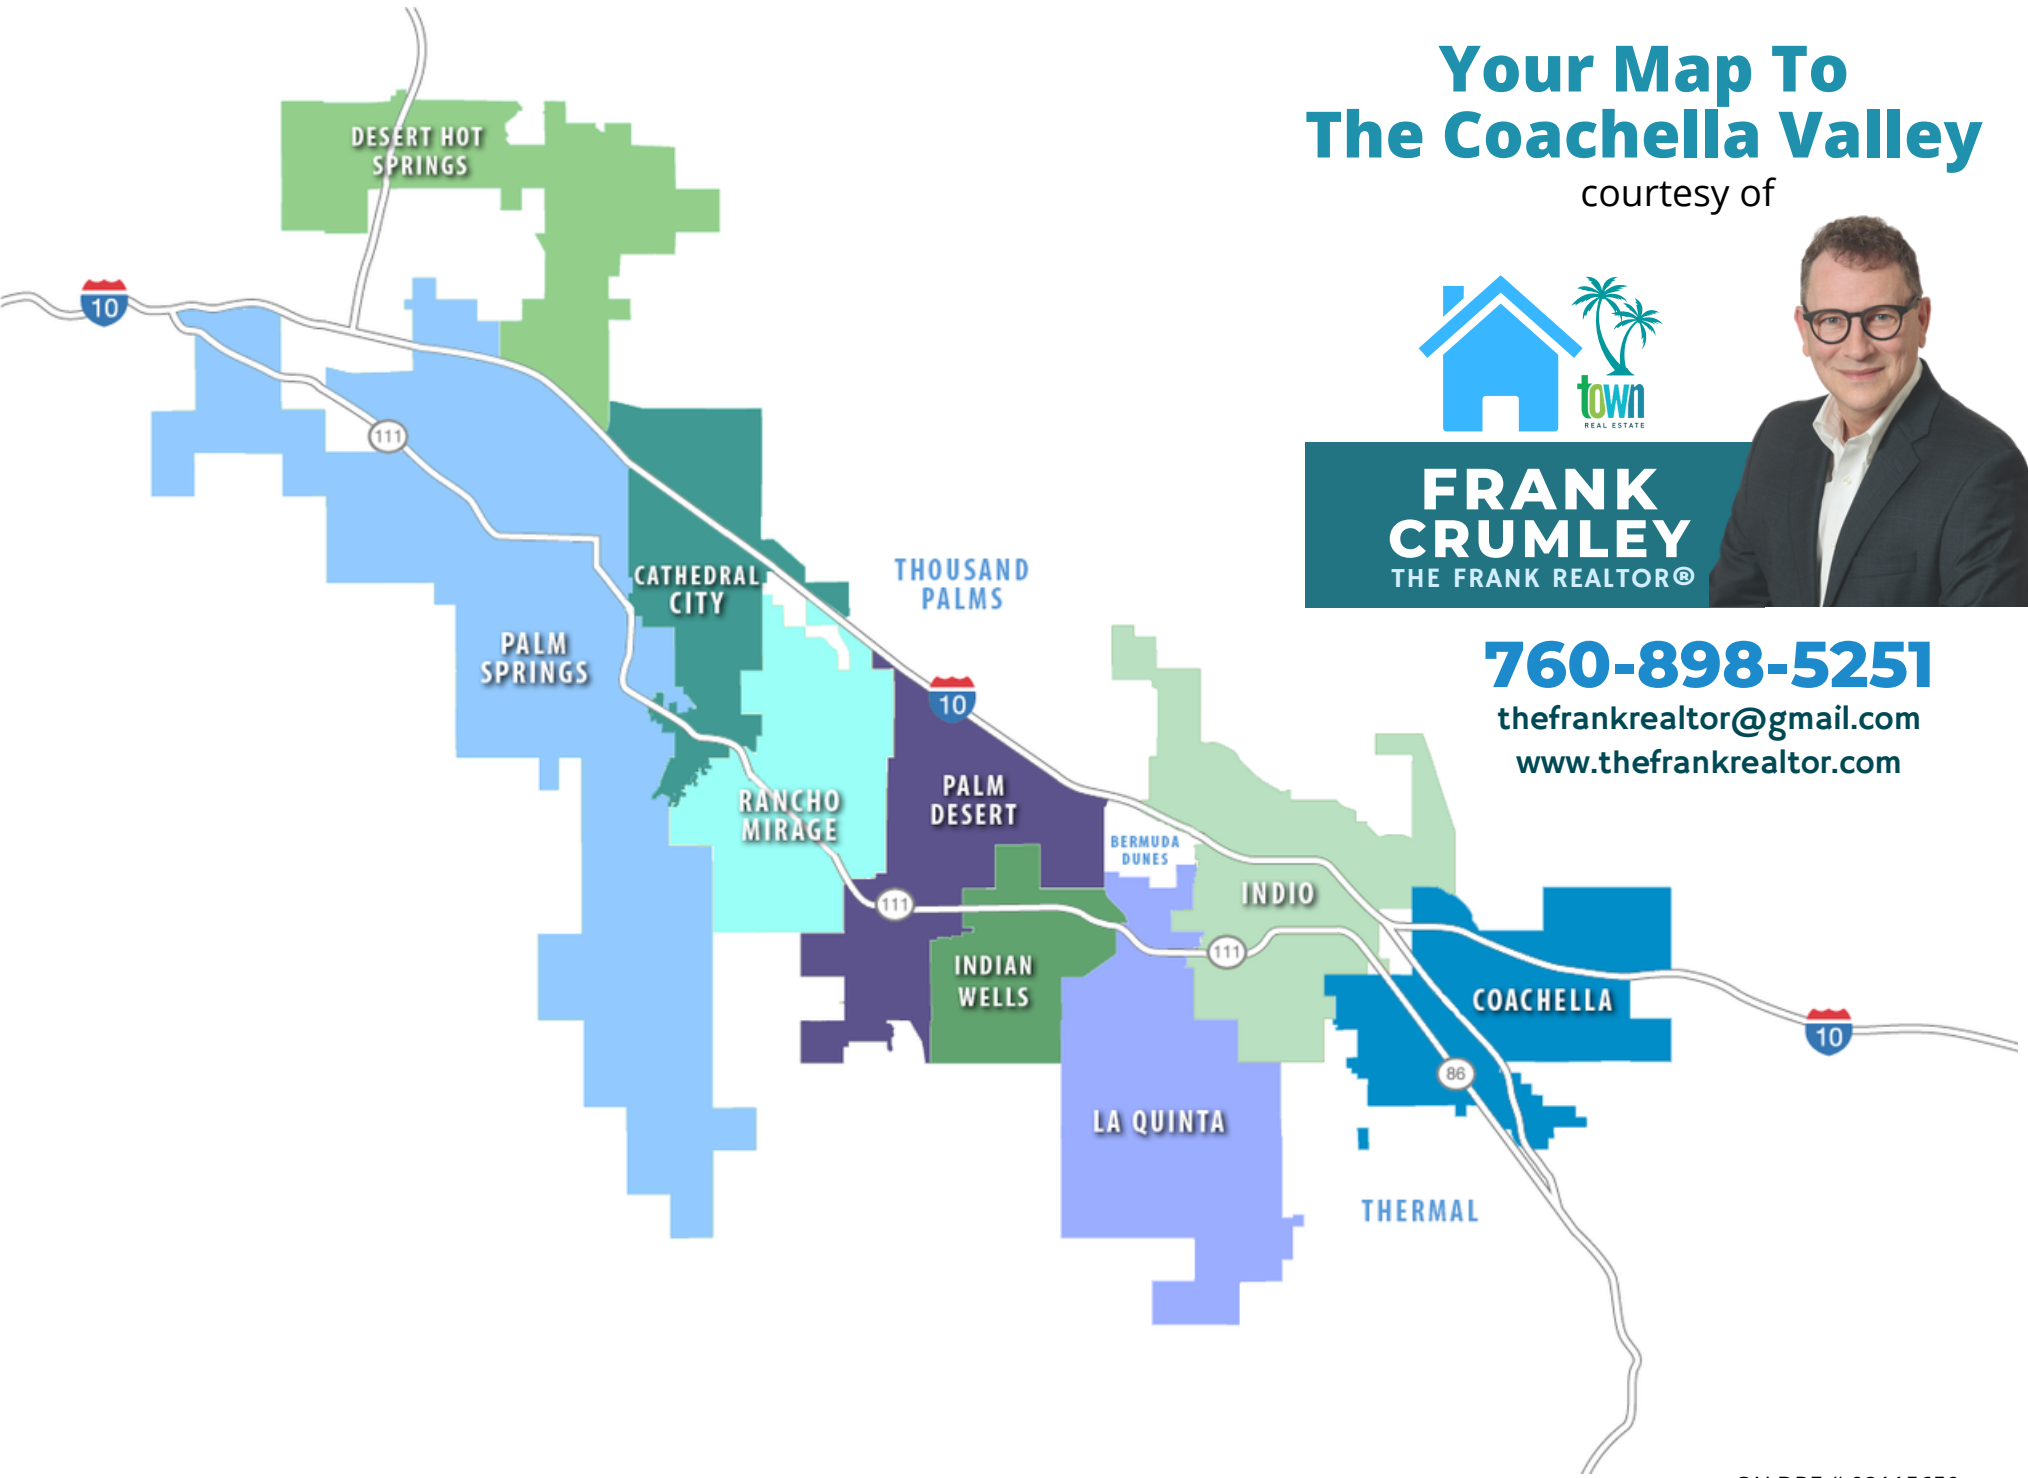 Your Map To
The Coachella Valley
courtesy of
town
REAL ESTATE
FRANK
CRUMLEY
THE FRANK REALTOR®
760-898-5251
thefrankrealtor@gmail.com
www.thefrankrealtor.com
DESERT HOT
SPRINGS
10
111
CATHEDRAL
CITY
THOUSAND
PALMS
PALM
SPRINGS
10
PALM
DESERT
RANCHO
MIRAGE
BERMUDA
DUNES
111
INDIO
111
INDIAN
WELLS
COACHELLA
10
86
LA QUINTA
THERMAL